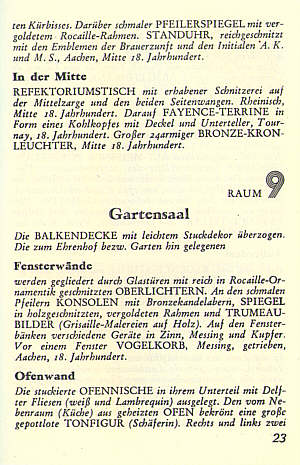 ten Kürbisses. Darüber schmaler PFEILERSPIEGEL mit ver-
goldetem Rocaille-Rahmen. STANDUHR, reichgeschnitzt
mit den Emblemen der Brauerzunft und den Initialen A. K.
und M. S., Aachen, Mitte 18. Jahrhundert.
In der Mitte
REFEKTORIUMSTISCH mit erhabener Schnitzerei auf
der Mittelzarge und den beiden Seitenwangen. Rheinisch,
Mitte 18. Jahrhundert. Darauf FAYENCE-TERRINE in
Form eines Kohlkopfes mit Deckel und Unterteller, Tour-
nay, 18. Jahrhundert. Großer 24armiger BRONZE-KRON-
LEUCHTER, Mitte 18. Jahrhundert.
RAUM 9
Gartensaal
Die BALKENDECKE mit leichtem Stuckdekor überzogen.
Die zum Ehrenhof bezw. Garten hin gelegenen
Fensterwände
werden gegliedert durch Glastüren mit reich in Rocaille-Or-
namentik geschnitzten OBERLICHTERN. An den schmalen
Pfeilern KONSOLEN mit Bronzekandelabern, SPIEGEL
in holzgeschnitzten, vergoldeten Rahmen und TRUMEAU-
BILDER (Grisaille-Malereien auf Holz). Auf den Fenster-
bänken verschiedene Geräte in Zinn, Messing und Kupfer.
Vor einem Fenster VOGELKORB, Messing, getrieben,
Aachen, 18. Jahrhundert.
Ofenwand
Die stuckierte OFENNISCHE in ihrem Unterteil mit Delf-
ter Fliesen (weiß und Lambrequin) ausgelegt. Den vom Ne-
benraum (Küche) aus geheizten OFEN bekrönt eine große
gepottlote TONFIGUR (Schäferin). Rechts und links zwei
23